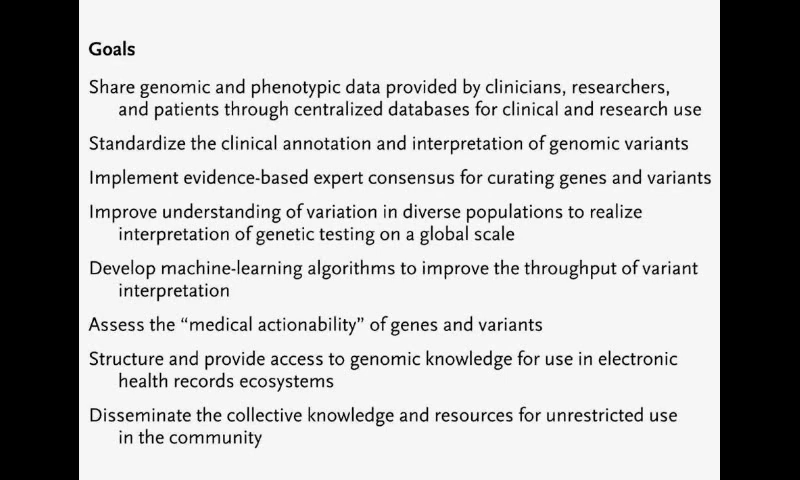 Goals
Share genomic and phenotypic data provided by clinicians, researchers,
and patients through centralized databases for clinical and research use
Standardize the clinical annotation and interpretation of genomic variants
Implement evidence-based expert consensus for curating genes and variants
Improve understanding of variation in diverse populations to realize
interpretation of genetic testing on a global scale
Develop machine-learning algorithms to improve the throughput of variant
interpretation
Assess the “medical actionability” of genes and variants
Structure and provide access to genomic knowledge for use in electronic
health records ecosystems
Disseminate the collective knowledge and resources for unrestricted use
in the community